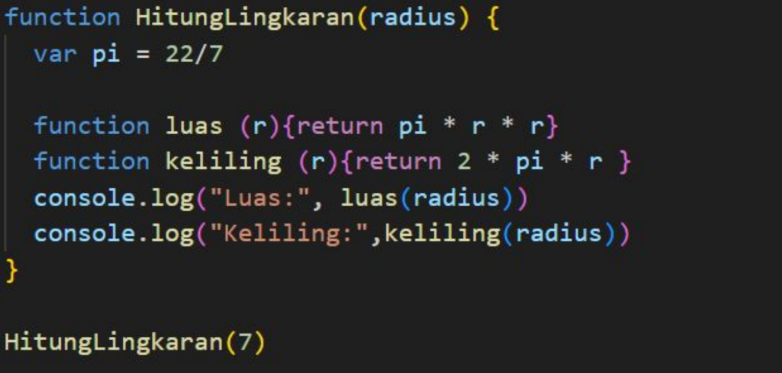 function HitungLingkaran(radius) {
  var pi = 22/7
  function luas (r){return pi * r * r}
  function keliling (r){return 2 * pi * r }
  console.log("Luas:", luas(radius))
  console.log("Keliling:",keliling(radius))
}
HitungLingkaran(7)